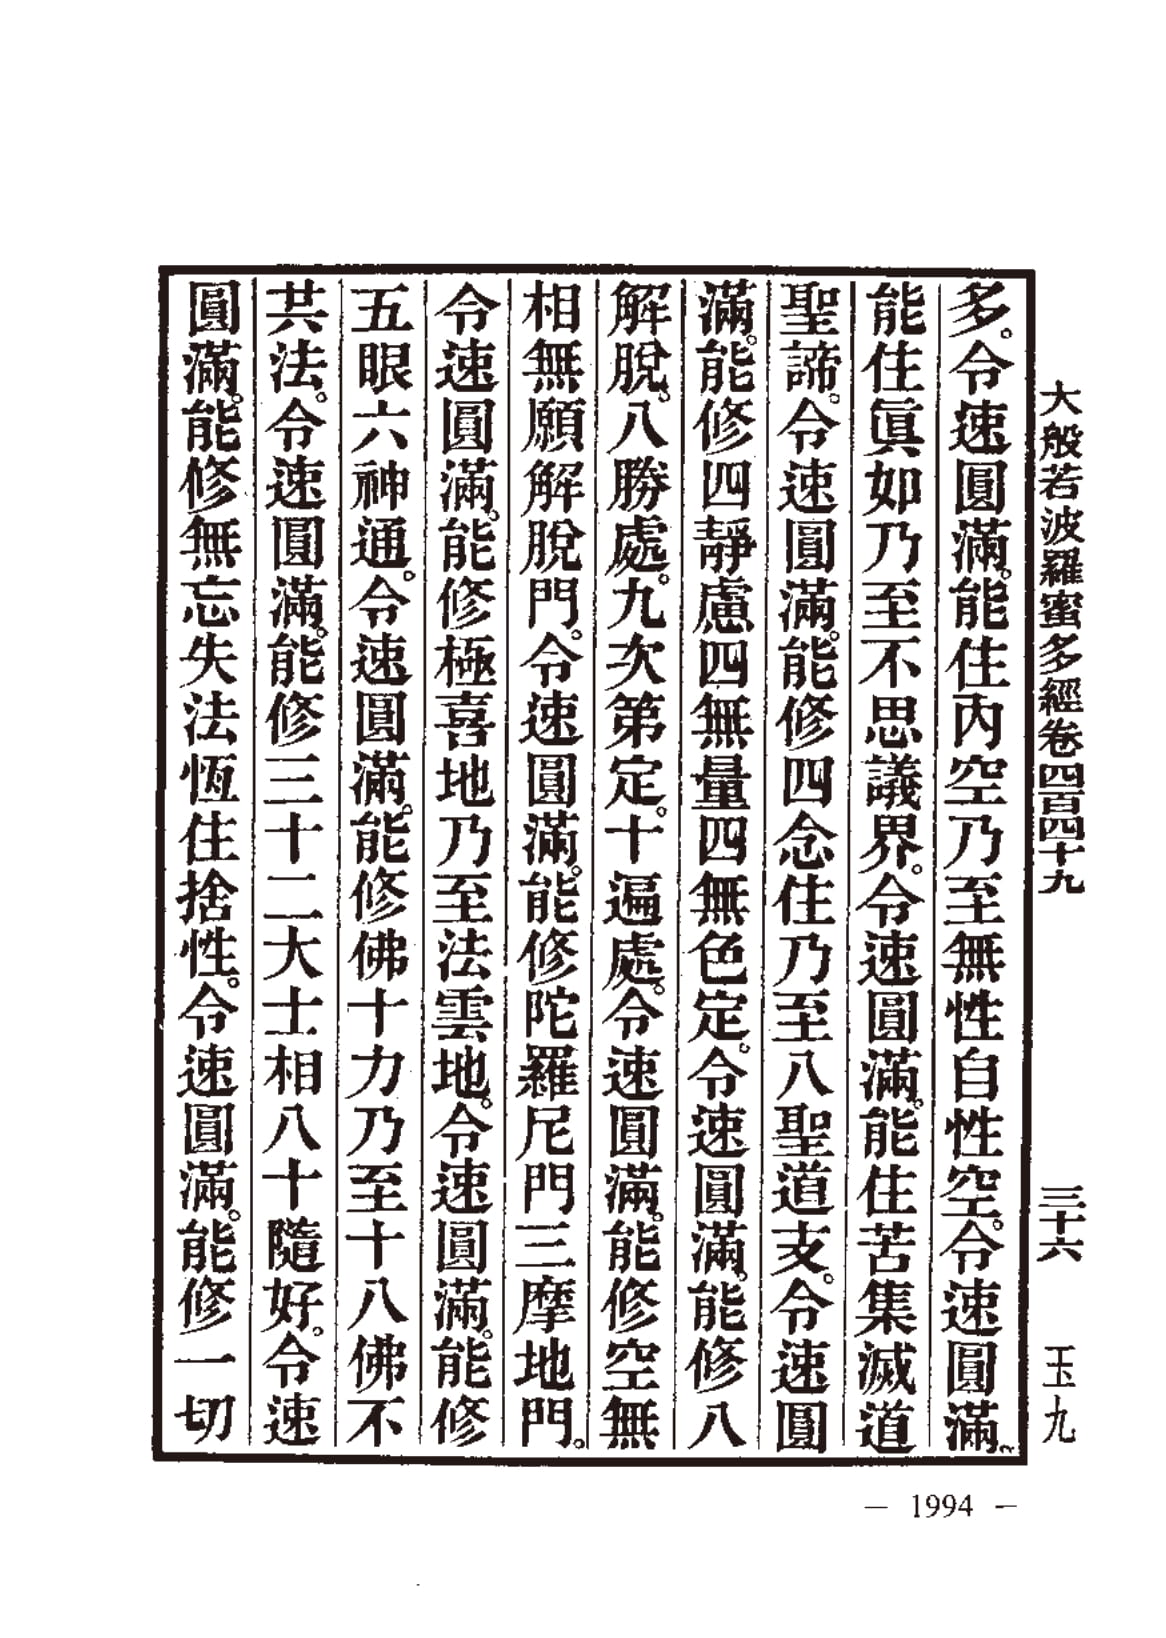 大般若波羅蜜多經卷四百四十九 三十六 玉九
多。令速圓滿。能住內空乃至無性自性空。令速圓滿。
能住眞如乃至不思議界。令速圓滿。能住苦集滅道
聖諦。令速圓滿。能修四念住乃至八聖道支。令速圓
滿。能修四靜慮四無量四無色定。令速圓滿。能修八
解脫。八勝處。九次第定。十遍處。令速圓滿。能修空無
相無願解脫門。令速圓滿。能修陀羅尼門三摩地門。
令速圓滿。能修極喜地乃至法雲地。令速圓滿。能修
五眼六神通。令速圓滿。能修佛十力乃至十八佛不
共法。令速圓滿。能修三十二大士相八十隨好。令速
圓滿。能修無忘失法恆住捨性。令速圓滿。能修一切
— 1994 —